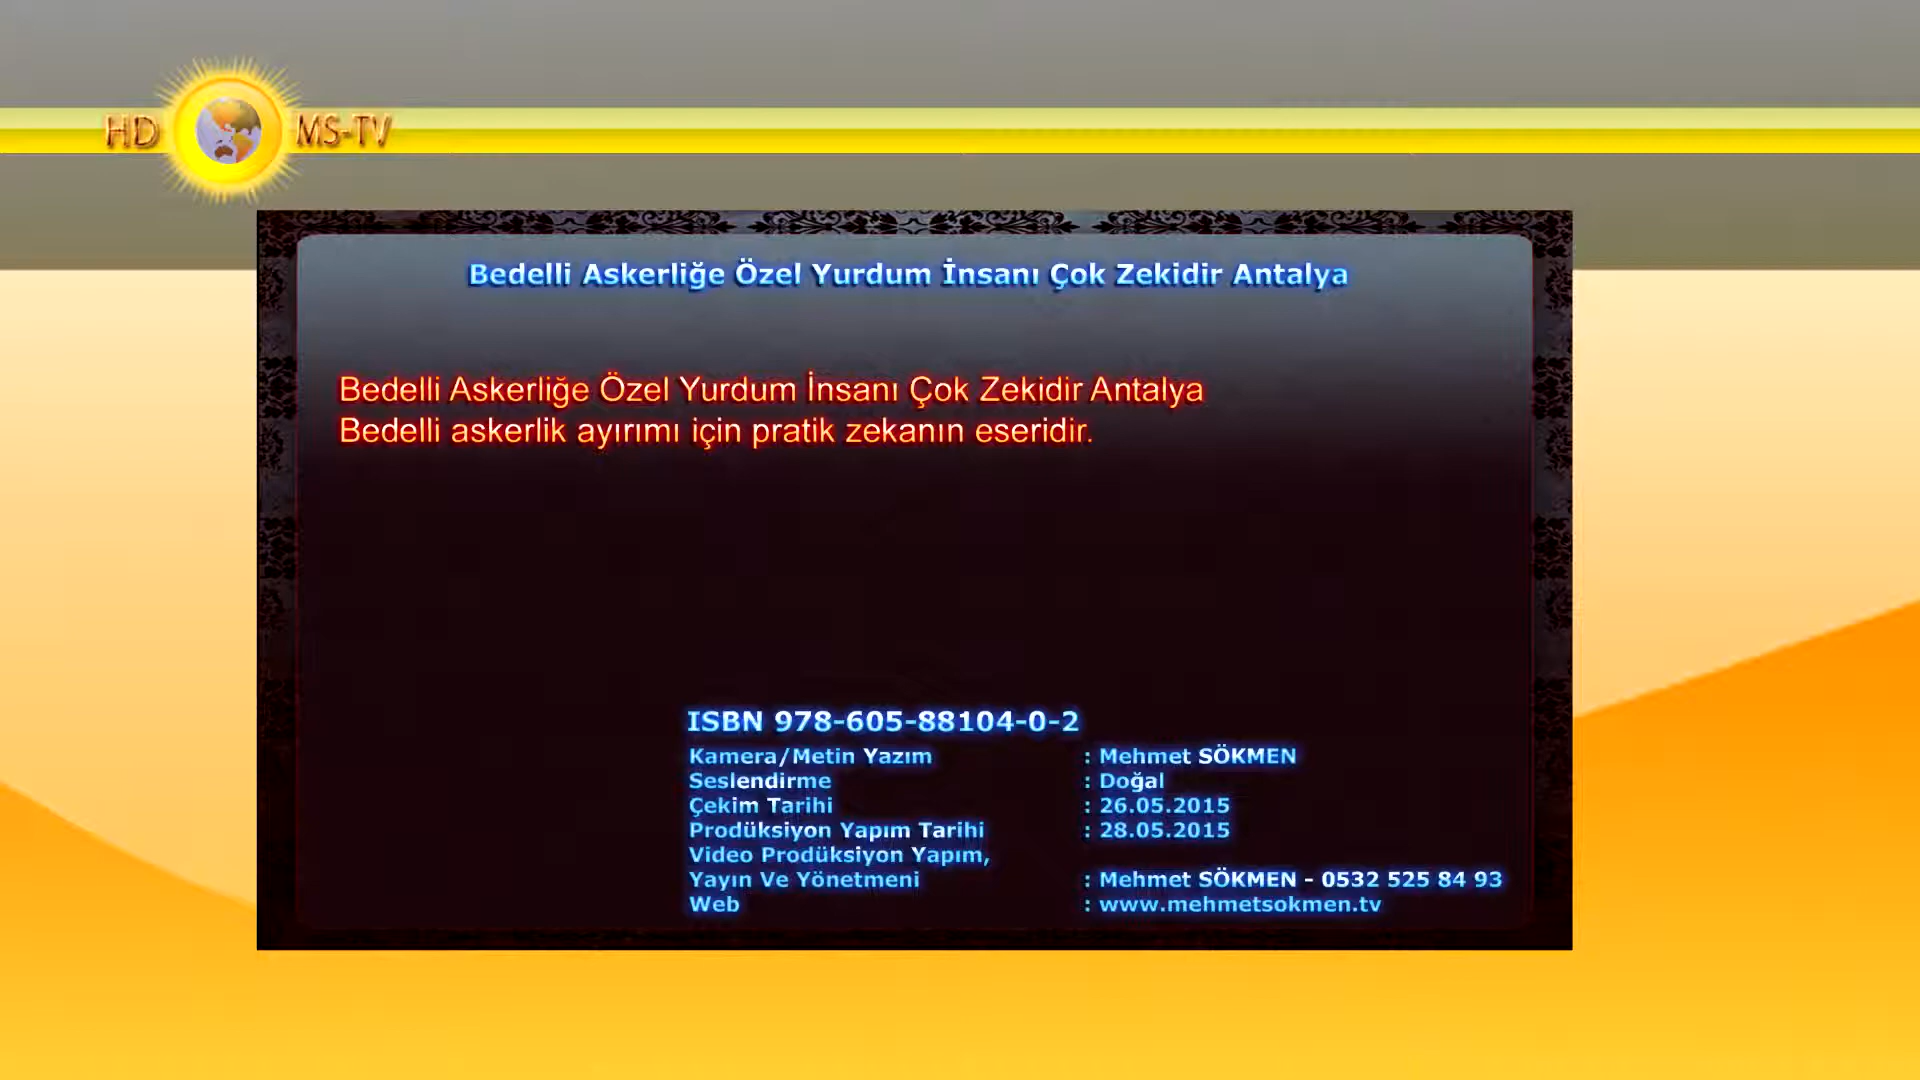 HD MS-TV
Bedelli Askerliğe Özel Yurdum İnsanı Çok Zekidir Antalya
Bedelli Askerliğe Özel Yurdum İnsanı Çok Zekidir Antalya
Bedelli askerlik ayırımı için pratik zekanın eseridir.
ISBN 978-605-88104-0-2
Kamera/Metin Yazım : Mehmet SÖKMEN
Seslendirme : Doğal
Çekim Tarihi : 26.05.2015
Prodüksiyon Yapım Tarihi : 28.05.2015
Video Prodüksiyon Yapım,
Yayın Ve Yönetmeni : Mehmet SÖKMEN - 0532 525 84 93
Web : www.mehmetsokmen.tv